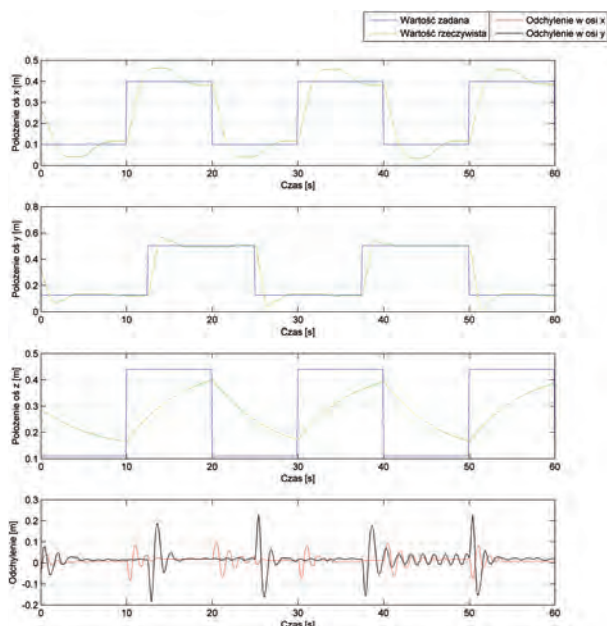 Wartość zadana
Wartość rzeczywista
Odchylenie w osi x
Odchylenie w osi y
Położenie oś x [m]
0.5
0.4
0.3
0.2
0.1
0
0 10 20 30 40 50 60
Czas [s]
Położenie oś y [m]
0.8
0.6
0.4
0.2
0
0 10 20 30 40 50 60
Czas [s]
Położenie oś z [m]
0.5
0.4
0.3
0.2
0.1
0 10 20 30 40 50 60
Czas [s]
Odchylenie [m]
0.3
0.2
0.1
0
-0.1
-0.2
0 10 20 30 40 50 60
Czas [s]